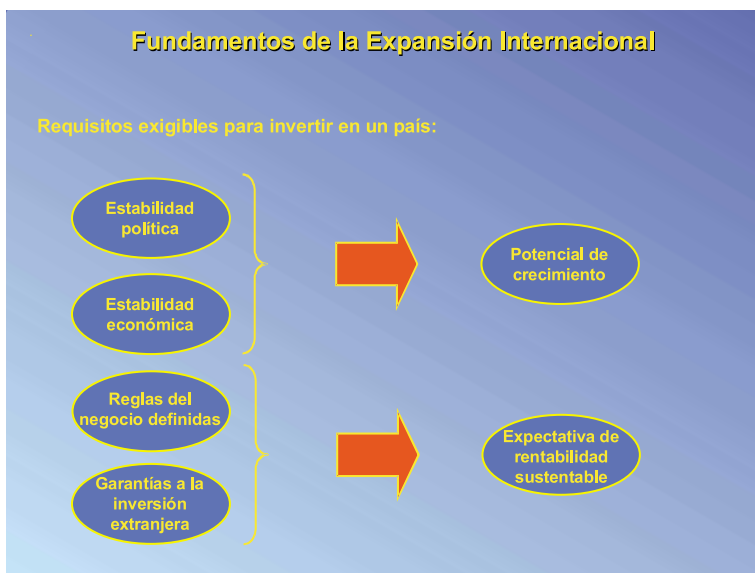 Fundamentos de la Expansión Internacional
Requisitos exigibles para invertir en un país:
Estabilidad
política
Estabilidad
económica
Potencial de
crecimiento
Reglas del
negocio definidas
Garantías a la
inversión
extranjera
Expectativa de
rentabilidad
sustentable